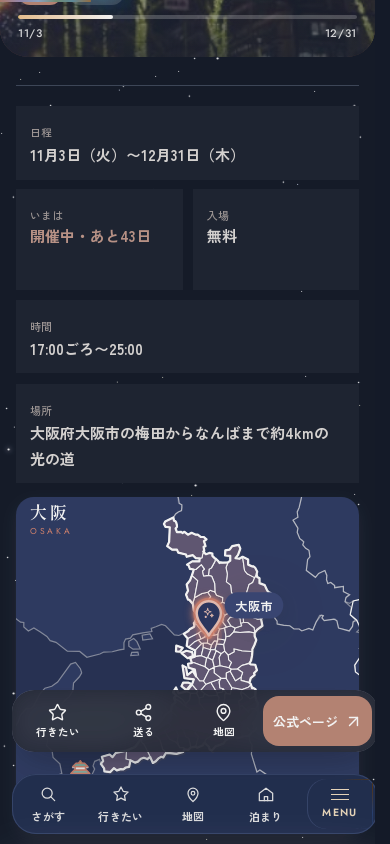 11/3
12/31
日程
11月3日（火）〜12月31日（木）
いまは
開催中・あと43日
入場
無料
時間
17:00ごろ〜25:00
場所
大阪府大阪市の梅田からなんばまで約4kmの
光の道
大阪
OSAKA
大阪市
行きたい
送る
地図
公式ページ
さがす
行きたい
地図
泊まり
MENU